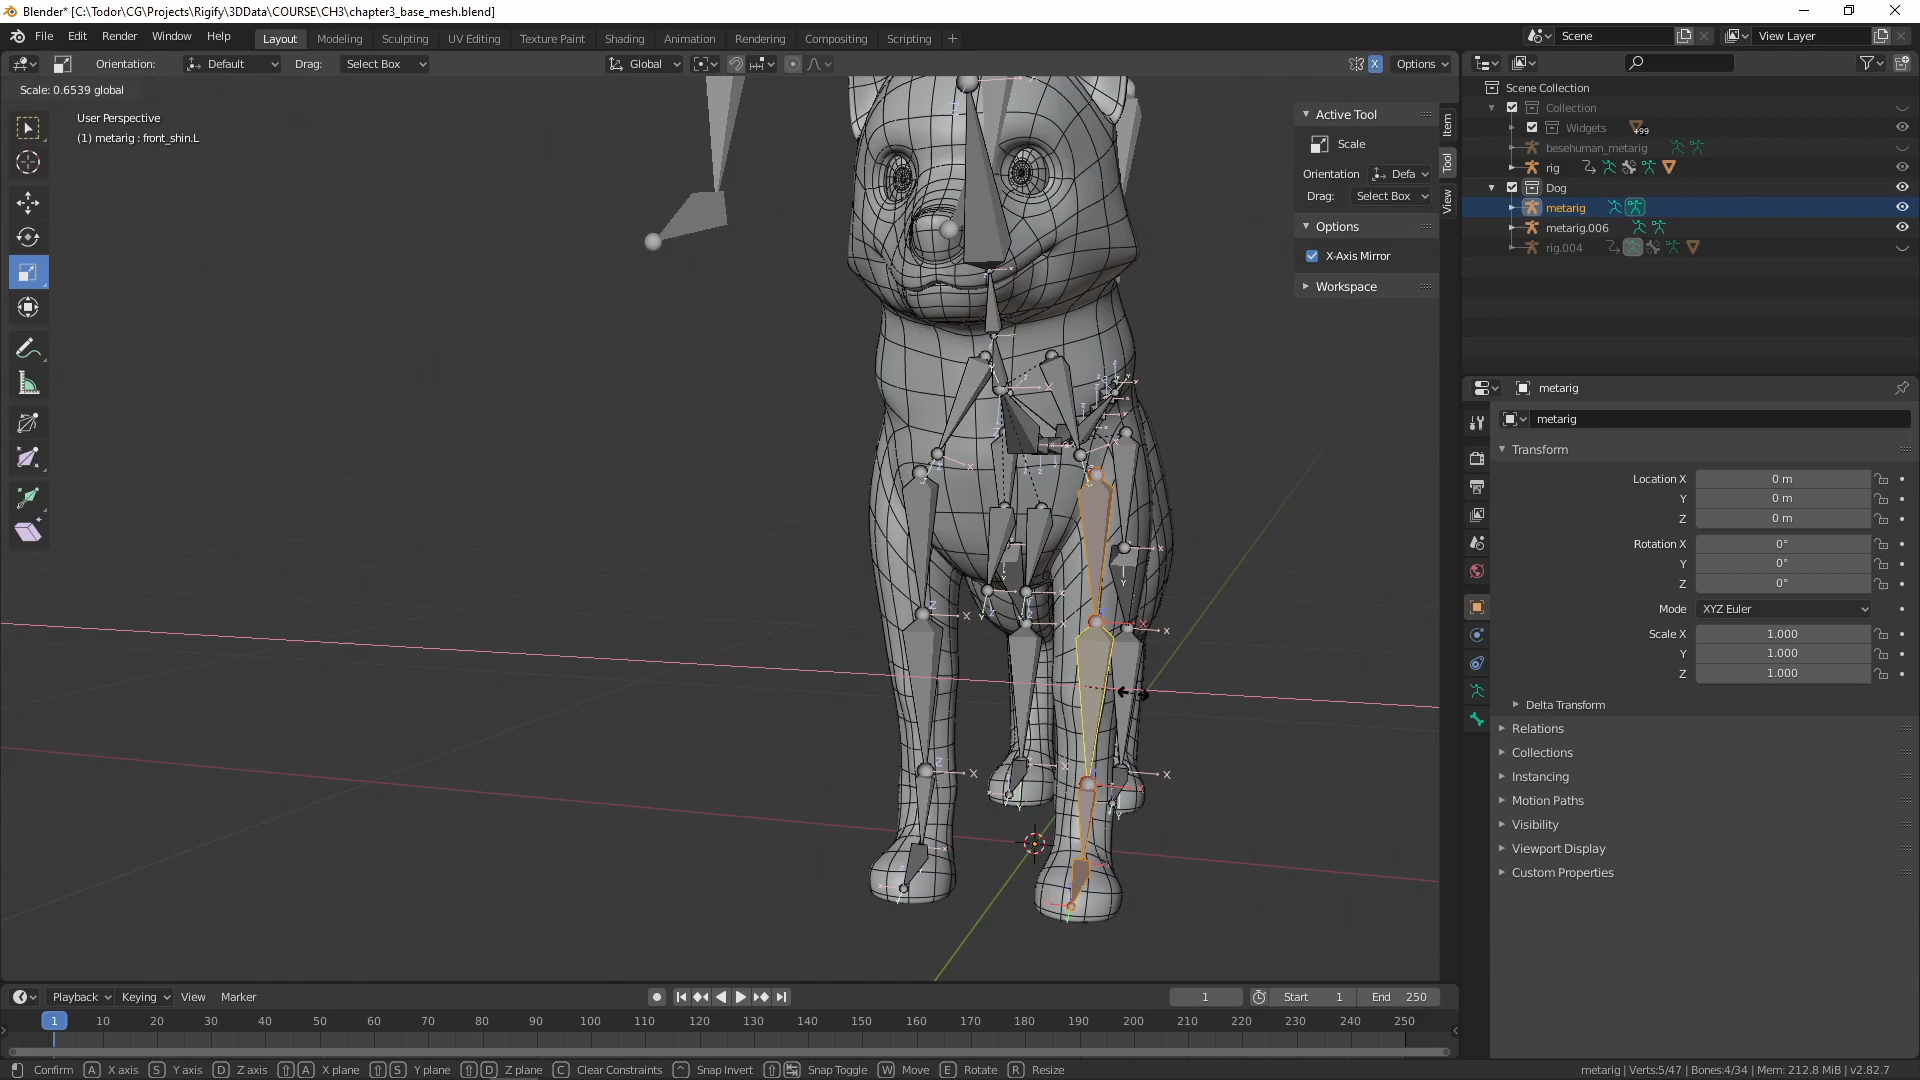 Blender* [C:\Todor\CG\Projects\Rigify\3DData\COURSE\CH3\chapter3_base_mesh.blend]
File Edit Render Window Help Layout Modeling Sculpting UV Editing Texture Paint Shading Animation Rendering Compositing Scripting + Scene View Layer
Orientation: Default Drag: Select Box Global X Options
Scale: 0.6539 global
User Perspective
(1) metarig : front_shin.L
Active Tool
Scale
Orientation Defa
Drag: Select Box
Options
X-Axis Mirror
Workspace
Item
Tool
View
Scene Collection
Collection
Widgets +99
besehuman_metarig
rig
Dog
metarig
metarig.006
rig.004
metarig
metarig
Transform
Location X 0 m
Y 0 m
Z 0 m
Rotation X 0°
Y 0°
Z 0°
Mode XYZ Euler
Scale X 1.000
Y 1.000
Z 1.000
Delta Transform
Relations
Collections
Instancing
Motion Paths
Visibility
Viewport Display
Custom Properties
Playback Keying View Marker 1 Start 1 End 250
1 10 20 30 40 50 60 70 80 90 100 110 120 130 140 150 160 170 180 190 200 210 220 230 240 250
Confirm A X axis S Y axis D Z axis A X plane S Y plane D Z plane C Clear Constraints ^ Snap Invert Snap Toggle W Move E Rotate R Resize metarig | Verts:5/47 | Bones:4/34 | Mem: 212.8 MiB | v2.82.7